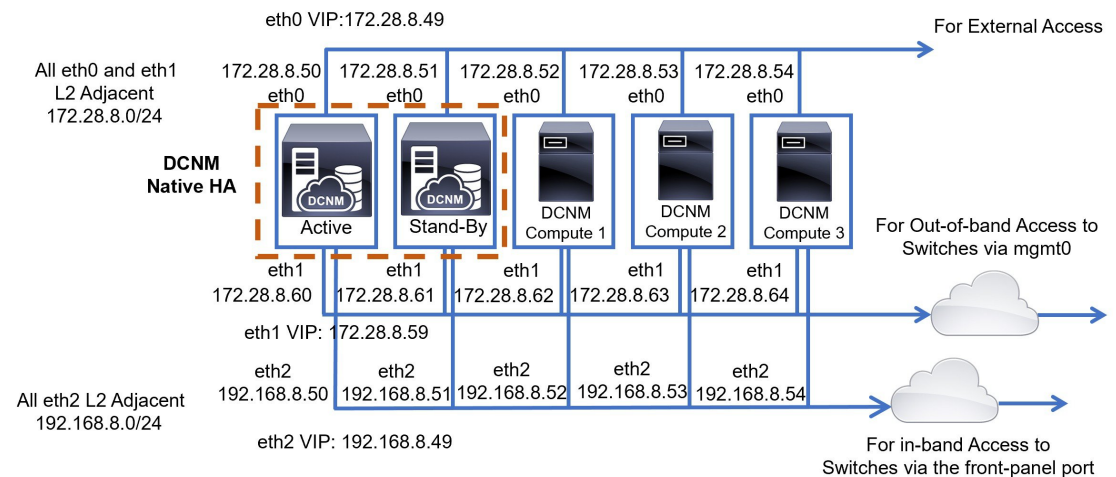 eth0 VIP:172.28.8.49
For External Access
All eth0 and eth1
L2 Adjacent
172.28.8.0/24
172.28.8.50 172.28.8.51 172.28.8.52 172.28.8.53 172.28.8.54
eth0 eth0 eth0 eth0 eth0
DCNM
Native HA
DCNM
Active
DCNM
Stand-By
DCNM
Compute 1
DCNM
Compute 2
DCNM
Compute 3
For Out-of-band Access to
Switches via mgmt0
eth1 eth1 eth1 eth1 eth1
172.28.8.60 172.28.8.61 172.28.8.62 172.28.8.63 172.28.8.64
eth1 VIP: 172.28.8.59
eth2 eth2 eth2 eth2 eth2
192.168.8.50 192.168.8.51 192.168.8.52 192.168.8.53 192.168.8.54
All eth2 L2 Adjacent
192.168.8.0/24
eth2 VIP: 192.168.8.49
For in-band Access to
Switches via the front-panel port